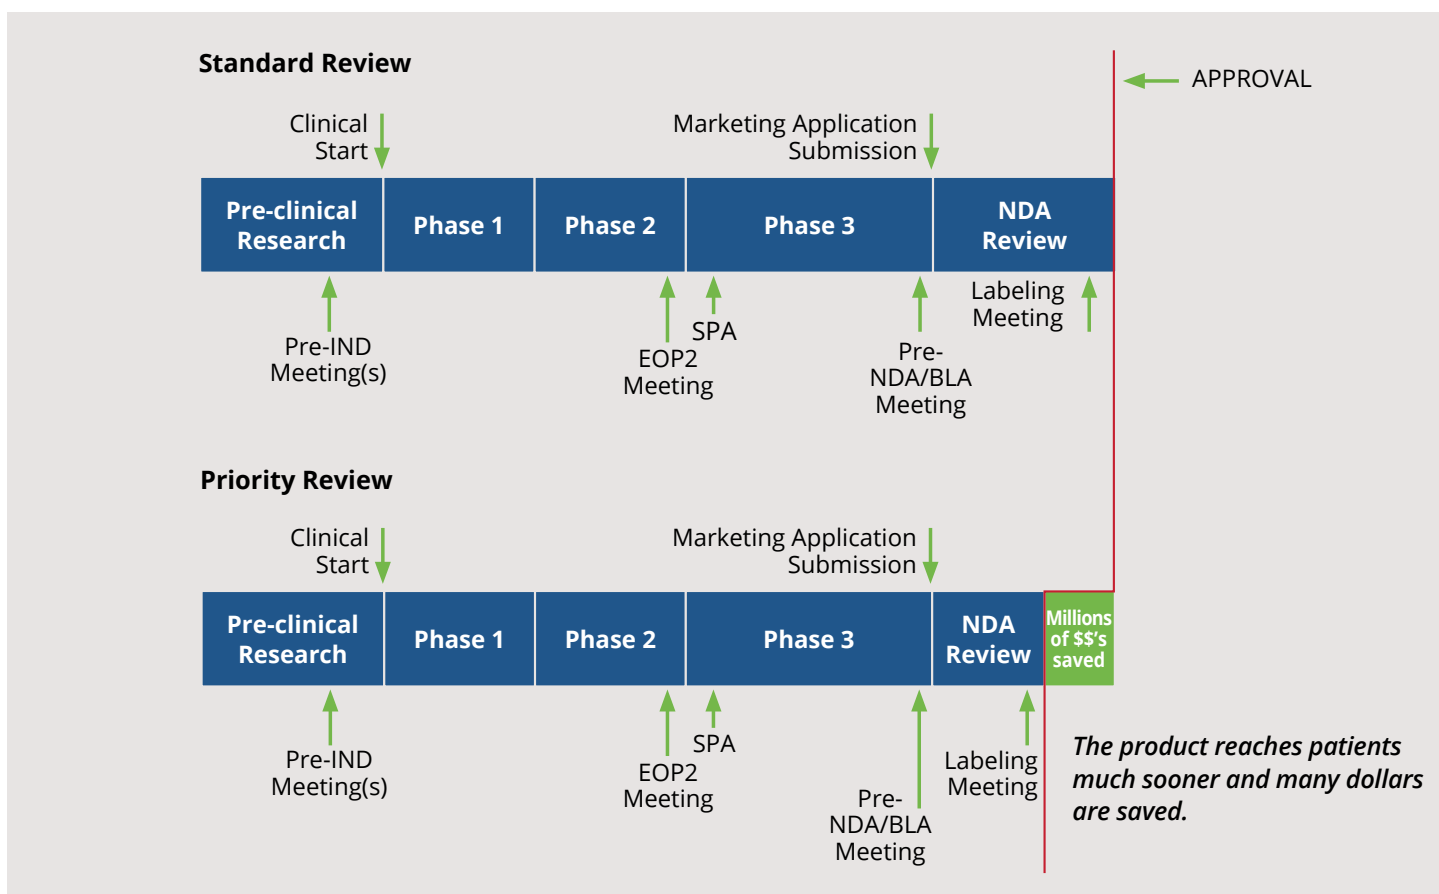 Standard Review
APPROVAL
Clinical
Start
Marketing Application
Submission
Pre-clinical
Research
Phase 1
Phase 2
Phase 3
NDA
Review
Pre-IND
Meeting(s)
EOP2
Meeting
SPA
Pre-
NDA/BLA
Meeting
Labeling
Meeting
Priority Review
Clinical
Start
Marketing Application
Submission
Pre-clinical
Research
Phase 1
Phase 2
Phase 3
NDA
Review
Millions
of $$'s
saved
Pre-IND
Meeting(s)
EOP2
Meeting
SPA
Pre-
NDA/BLA
Meeting
Labeling
Meeting
The product reaches patients
much sooner and many dollars
are saved.